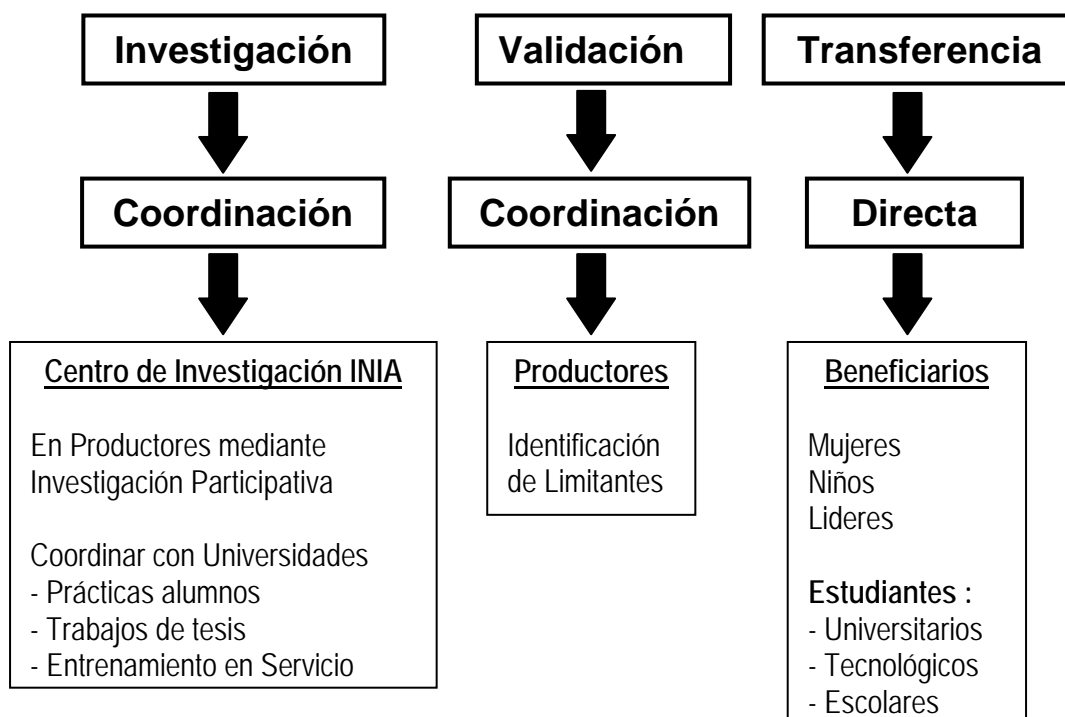 Investigación
Coordinación
Centro de Investigación INIA
En Productores mediante
Investigación Participativa
Coordinar con Universidades
- Prácticas alumnos
- Trabajos de tesis
- Entrenamiento en Servicio
Validación
Coordinación
Productores
Identificación
de Limitantes
Transferencia
Directa
Beneficiarios
Mujeres
Niños
Lideres
Estudiantes :
- Universitarios
- Tecnológicos
- Escolares